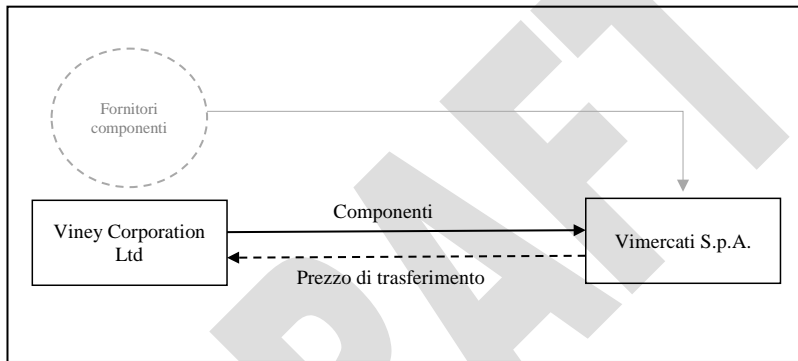 Fornitori
componenti
Componenti
Viney Corporation
Ltd
Vimercati S.p.A.
Prezzo di trasferimento
DRAFT